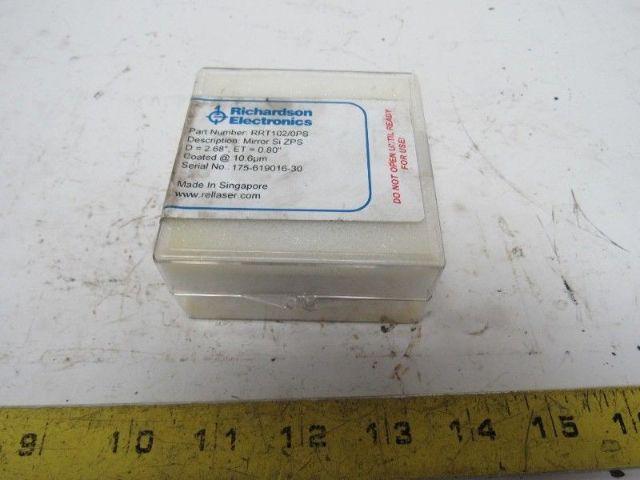 Richardson
Electronics
Part Number: RRT102/0PS
Description: Mirror Si ZPS
D = 2.68", ET = 0.80"
Coated @ 10.6µm
Serial No.: 175-619016-30
Made In Singapore
www.rellaser.com
DO NOT OPEN UNTIL READY
FOR USE!
9 10 11 12 13 14 15